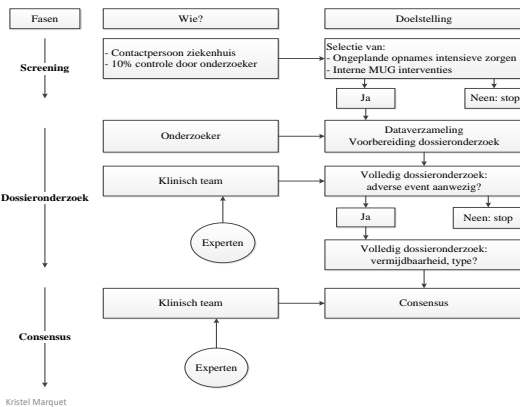 Fasen
Wie?
Doelstelling
Screening
- Contactpersoon ziekenhuis
- 10% controle door onderzoeker
Selectie van:
- Ongeplande opnames intensieve zorgen
- Interne MUG interventies
Ja
Neen: stop
Dossieronderzoek
Onderzoeker
Dataverzameling
Voorbereiding dossieronderzoek
Klinisch team
Volledig dossieronderzoek:
adverse event aanwezig?
Experten
Ja
Neen: stop
Volledig dossieronderzoek:
vermijdbaarheid, type?
Consensus
Klinisch team
Consensus
Experten
Kristel Marquet